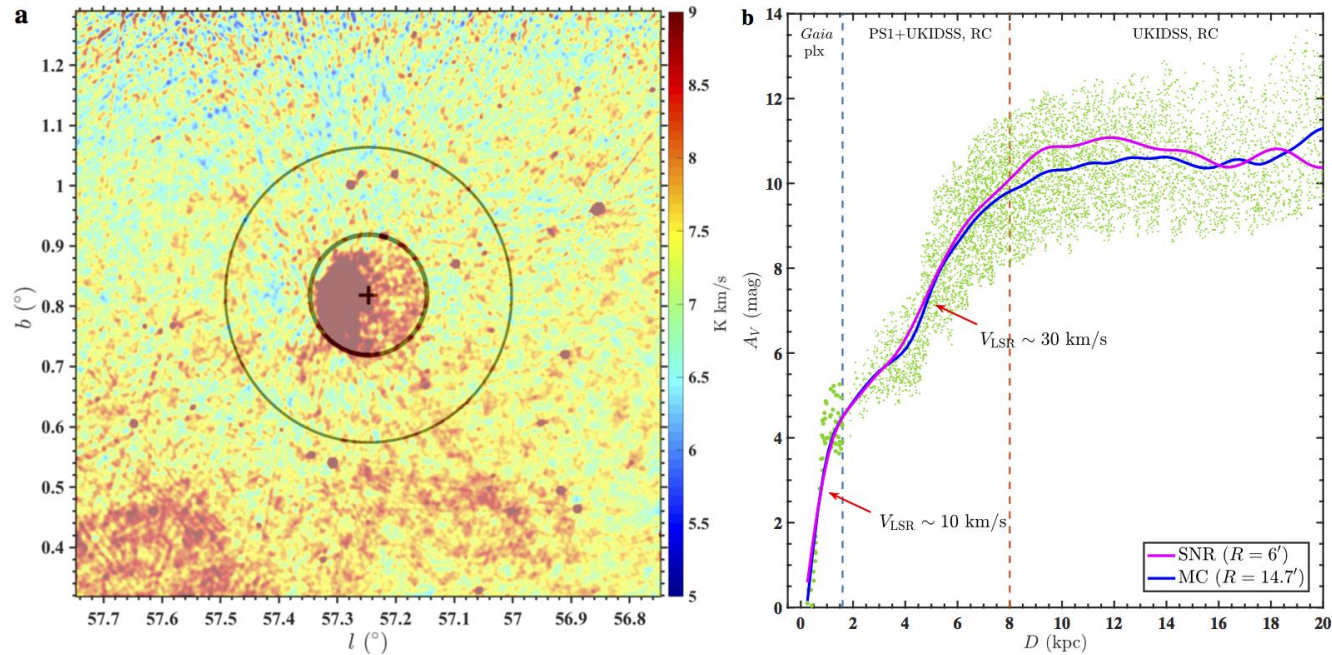 a
1.2
1.1
1
0.9
0.8
0.7
0.6
0.5
0.4
b (°)
57.7 57.6 57.5 57.4 57.3 57.2 57.1 57 56.9 56.8
l (°)
9
8.5
8
7.5
7
6.5
6
5.5
5
K km/s
b
Gaia
plx
PS1+UKIDSS, RC
UKIDSS, RC
14
12
10
8
6
4
2
0
A_V (mag)
V_LSR ∼ 30 km/s
V_LSR ∼ 10 km/s
SNR (R = 6′)
MC (R = 14.7′)
0 2 4 6 8 10 12 14 16 18 20
D (kpc)